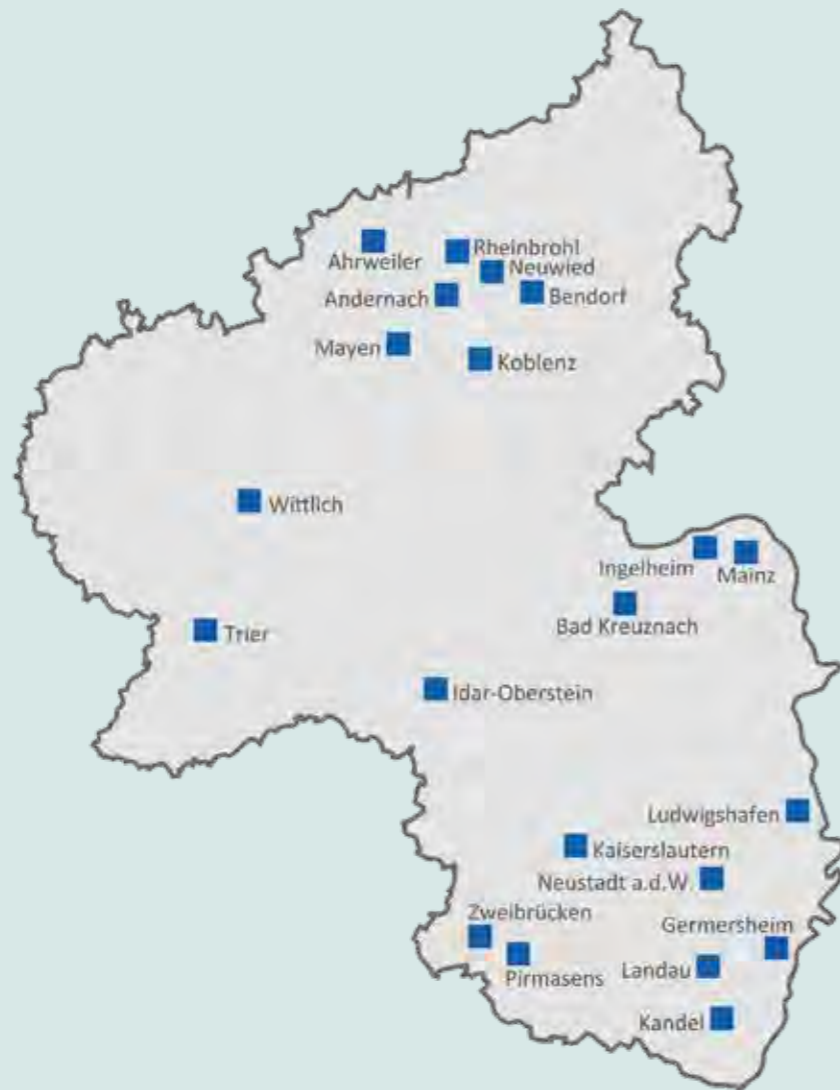 Rheinbrohl
Ahrweiler
Neuwied
Andernach
Bendorf
Mayen
Koblenz
Wittlich
Ingelheim
Mainz
Bad Kreuznach
Trier
Idar-Oberstein
Ludwigshafen
Kaiserslautern
Neustadt a.d.W.
Zweibrücken
Germersheim
Landau
Pirmasens
Kandel